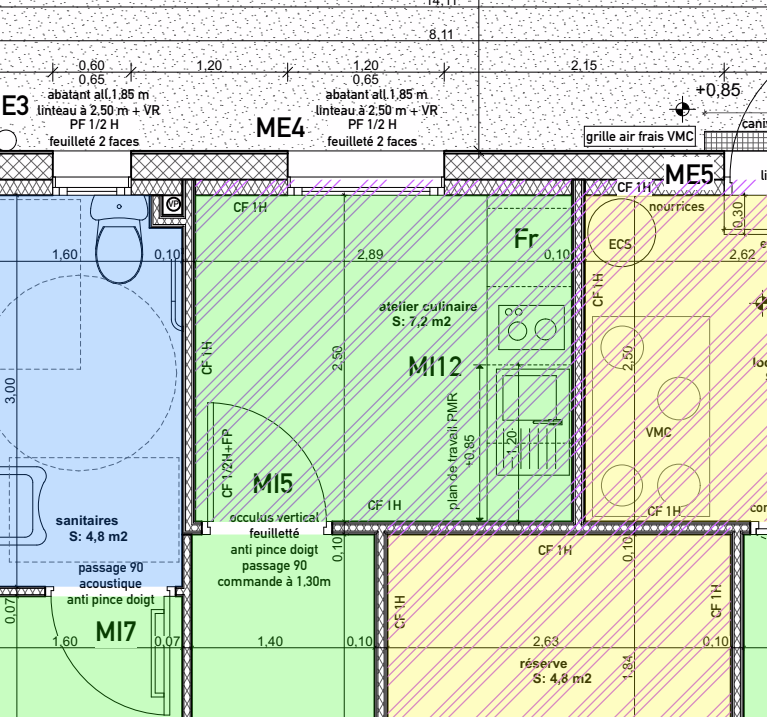 14,11
8,11
0,60
0,65
1,20
1,20
0,65
2,15
abatant all.1,85 m
linteau à 2,50 m + VR
PF 1/2 H
feuilleté 2 faces
E3
ME4
abatant all.1,85 m
linteau à 2,50 m + VR
PF 1/2 H
feuilleté 2 faces
+0,85
grille air frais VMC
cani
ME5
CF 1H
nourrices
0,30
VP
CF 1H
Fr
ECS
1,60
0,10
2,89
0,10
2,62
CF 1H
atelier culinaire
S: 7,2 m2
MI12
2,50
CF 1H
2,50
3,00
plan de travail PMR
+0,85
1,20
VMC
CF 1/2H+FP
MI5
CF 1H
CF 1H
occulus vertical
feuilletté
anti pince doigt
passage 90
commande à 1,30m
0,10
sanitaires
S: 4,8 m2
passage 90
acoustique
anti pince doigt
CF 1H
0,10
CF 1H
CF 1H
0,07
MI7
1,60
0,07
1,40
0,10
2,63
0,10
réserve
S: 4,8 m2
1,84